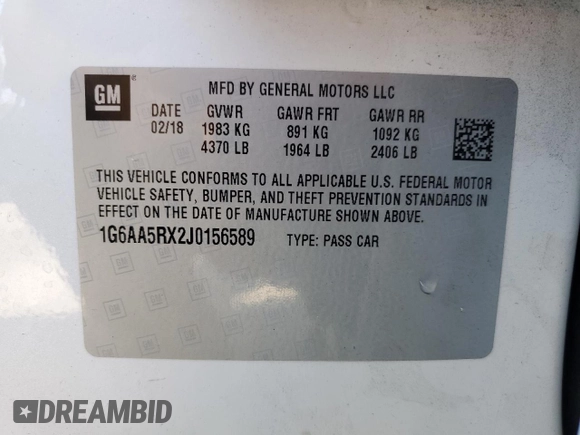 GM
MFD BY GENERAL MOTORS LLC
DATE GVWR GAWR FRT GAWR RR
02/18 1983 KG 891 KG 1092 KG
4370 LB 1964 LB 2406 LB
THIS VEHICLE CONFORMS TO ALL APPLICABLE U.S. FEDERAL MOTOR
VEHICLE SAFETY, BUMPER, AND THEFT PREVENTION STANDARDS IN
EFFECT ON THE DATE OF MANUFACTURE SHOWN ABOVE.
1G6AA5RX2J0156589 TYPE: PASS CAR
DREAMBID